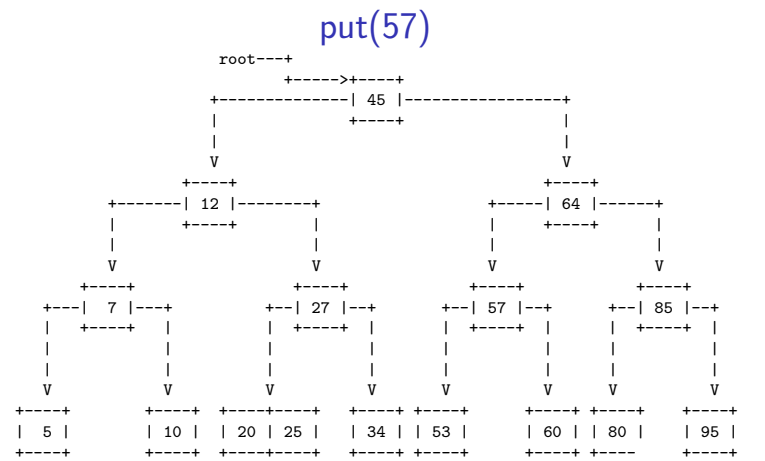 put(57)
root---+
+----->+----+
+-------------| 45 |---------------+
| +----+ |
| |
V V
+----+ +----+
+-------| 12 |--------+ +-----| 64 |------+
| +----+ | | +----+ |
| | | |
V V V V
+----+ +----+ +----+ +----+
+---| 7 |---+ +--| 27 |--+ +--| 57 |--+ +--| 85 |--+
| +----+ | | +----+ | | +----+ | | +----+ |
| | | | | | | |
| | | | | | | |
V V V V V V V V
+----+ +----+ +----+----+ +----+ +----+ +----+ +----+ +----+
| 5 | | 10 | | 20 | 25 | | 34 | | 53 | | 60 | | 80 | | 95 |
+----+ +----+ +----+----+ +----+ +----+ +----+ +---- +----+